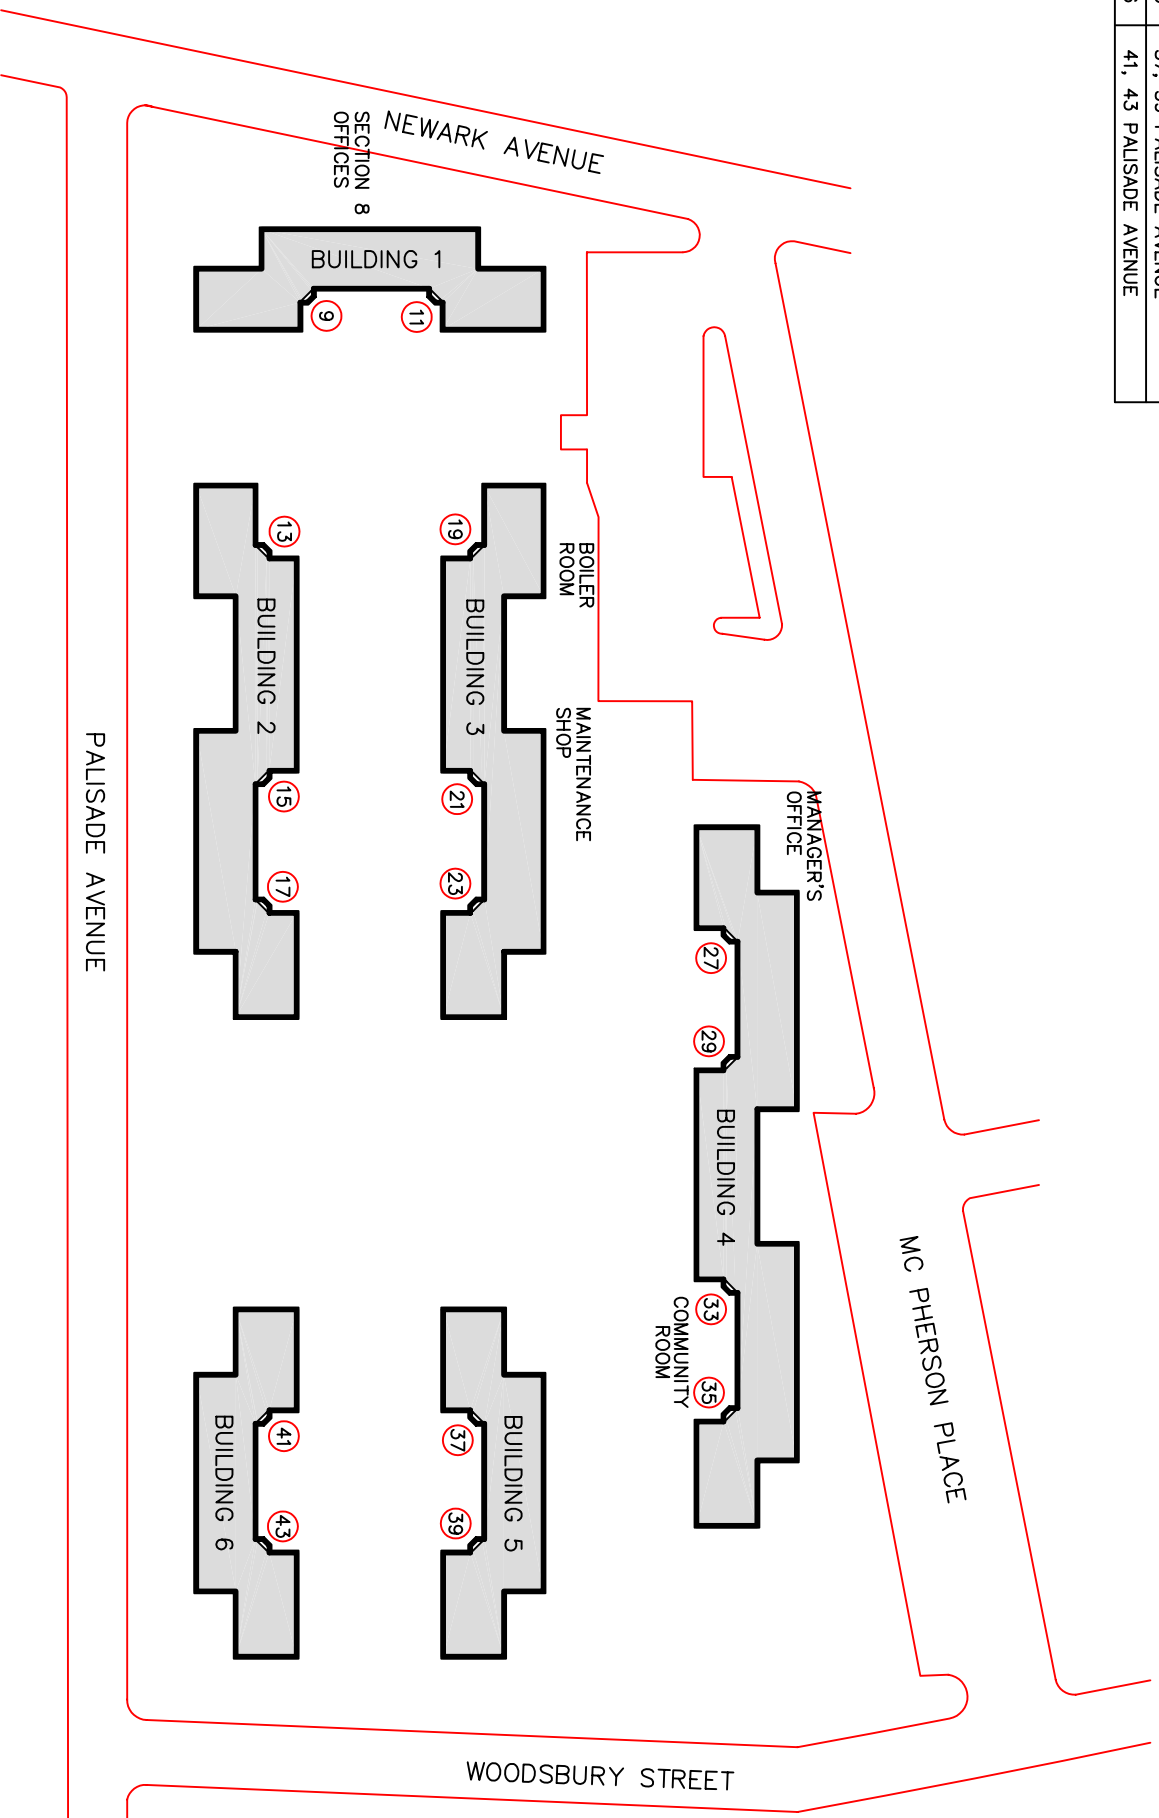 41, 43 PALISADE AVENUE
NEWARK AVENUE
SECTION 8
OFFICES
BUILDING 1
9
11
13
19
BOILER
ROOM
BUILDING 2
BUILDING 3
MAINTENANCE
SHOP
15
21
17
23
PALISADE AVENUE
MANAGER'S
OFFICE
27
29
BUILDING 4
33
COMMUNITY
ROOM
35
MC PHERSON PLACE
41
37
BUILDING 6
BUILDING 5
43
39
WOODSBURY STREET